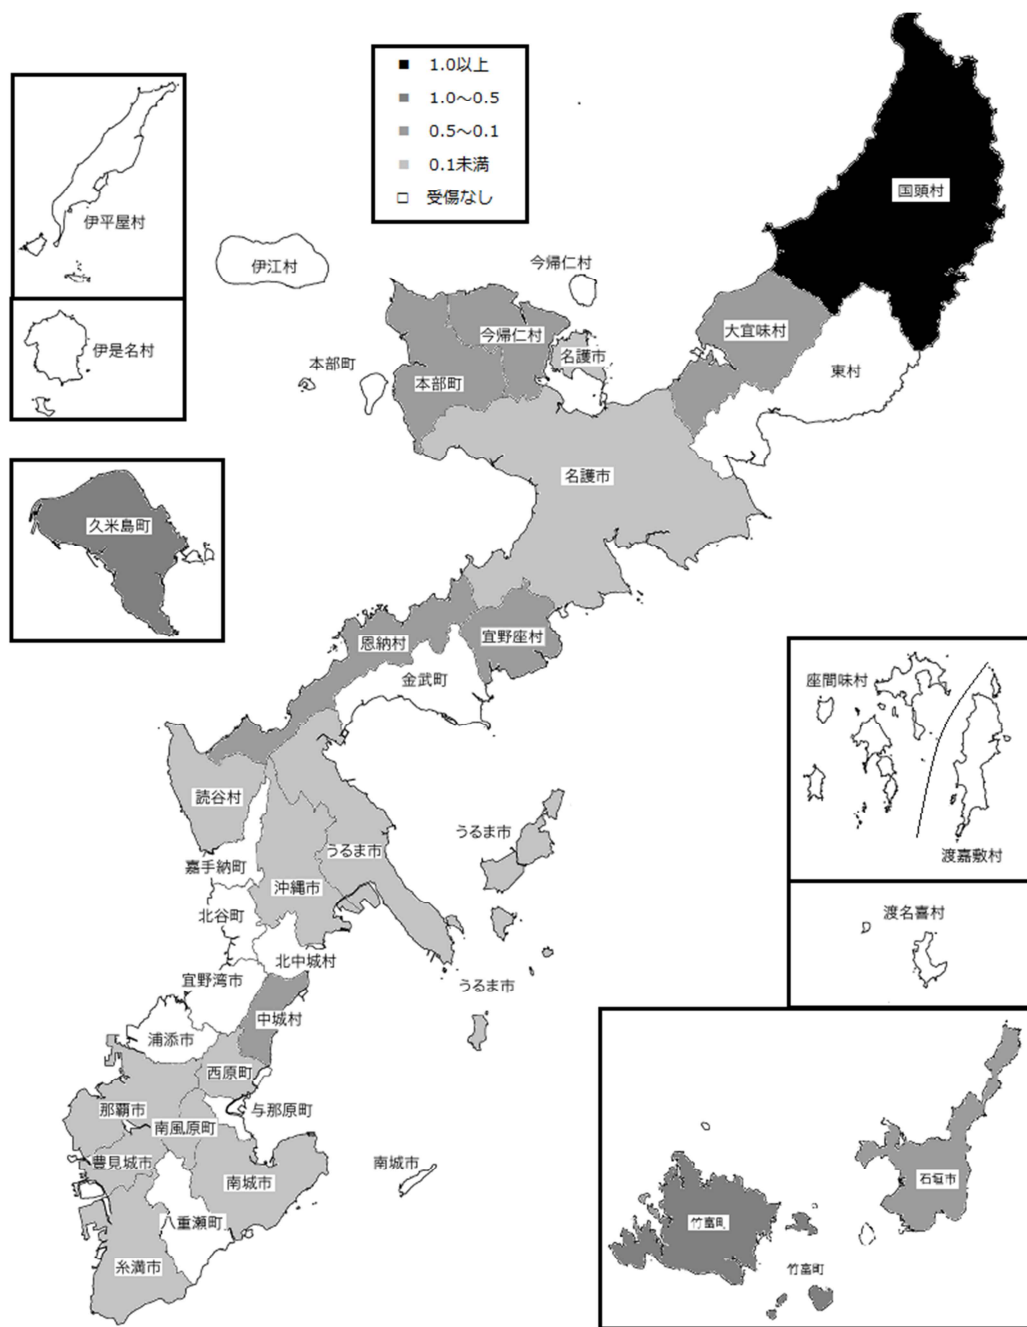 ■ 1.0以上
■ 1.0～0.5
■ 0.5～0.1
■ 0.1未満
□ 受傷なし
伊平屋村
伊是名村
久米島町
伊江村
国頭村
今帰仁村
今帰仁村
大宜味村
名護市
本部町
本部町
東村
名護市
恩納村
宜野座村
金武町
読谷村
うるま市
うるま市
嘉手納町
沖縄市
北谷町
北中城村
うるま市
宜野湾市
中城村
浦添市
西原町
那覇市
与那原町
南風原町
豊見城市
南城市
南城市
八重瀬町
糸満市
座間味村
渡嘉敷村
渡名喜村
石垣市
竹富町
竹富町